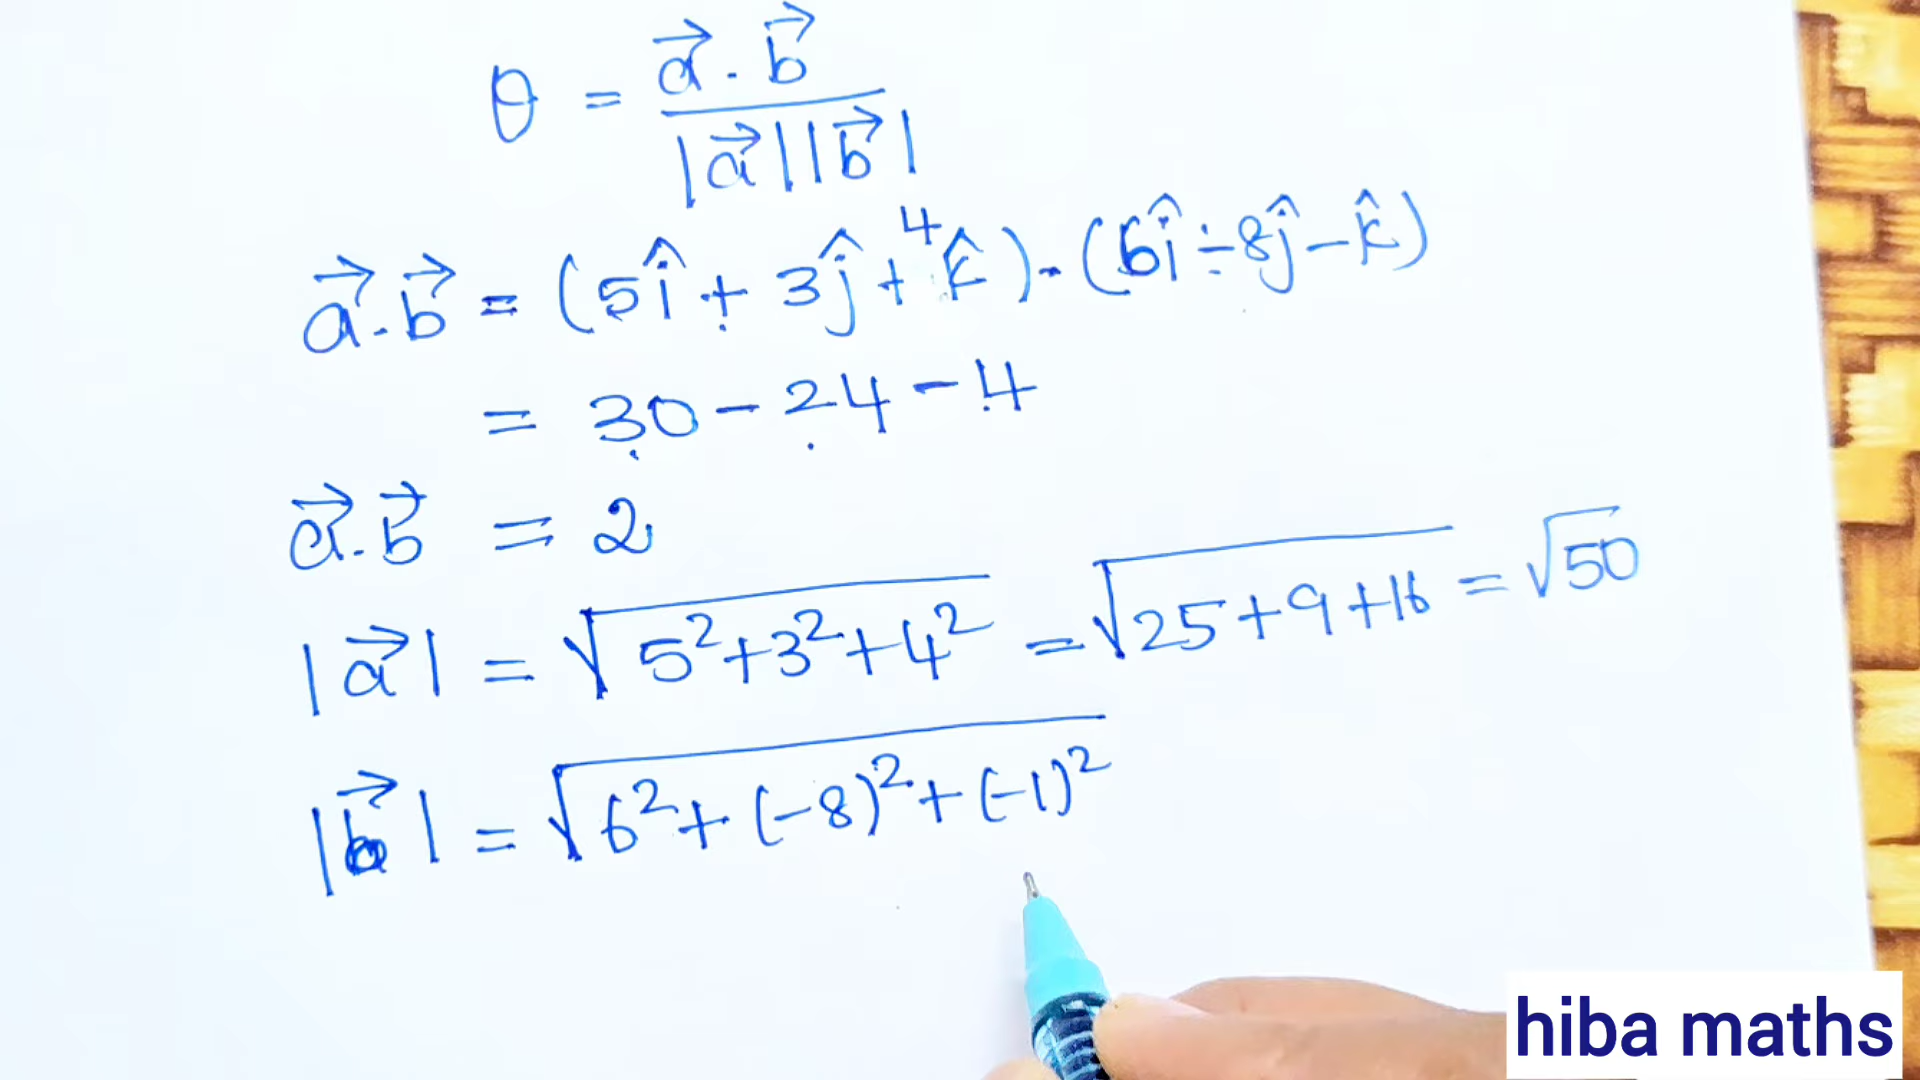 θ = a⃗ . b⃗ / |a⃗||b⃗|
a⃗.b⃗ = (5î + 3ĵ + 4k̂) . (6î - 8ĵ - k̂)
= 30 - 24 - 4
a⃗.b⃗ = 2
|a⃗| = √(5²+3²+4²) = √(25+9+16) = √50
|b⃗| = √(6²+(-8)²+(-1)²)
hiba maths